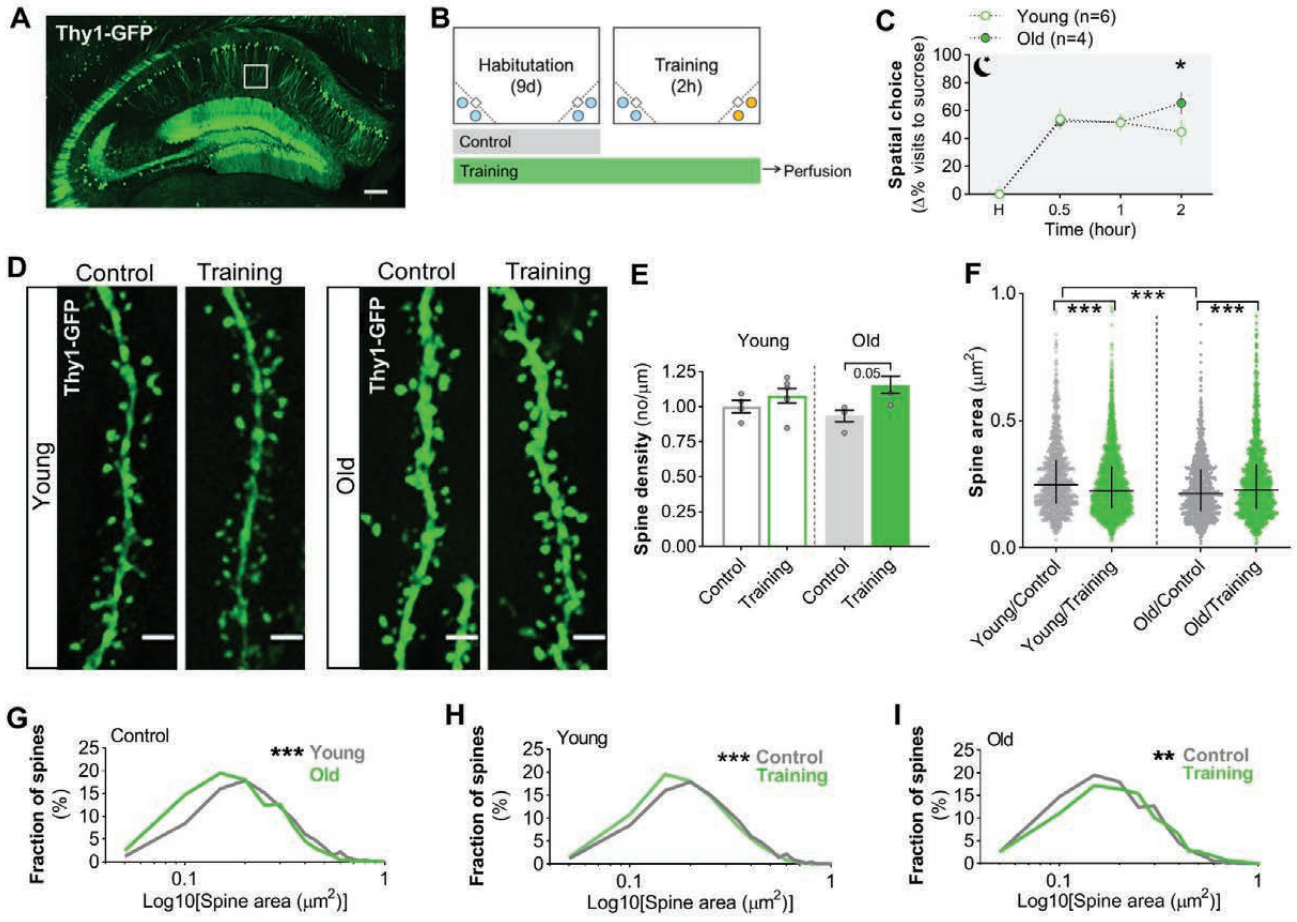 A
Thy1-GFP
B
Habitutation
(9d)
Training
(2h)
Control
Training
Perfusion
C
Young (n=6)
Old (n=4)
Spatial choice
(Δ% visits to sucrose)
100
80
60
40
20
0
*
H
0.5
1
2
Time (hour)
D
Control
Training
Control
Training
Young
Thy1-GFP
Old
Thy1-GFP
E
Young
Old
0.05
Spine density (no/μm)
1.25
1.00
0.75
0.50
0.25
0.00
Control
Training
Control
Training
F
***
***
***
Spine area (μm²)
1.0
0.5
0.0
Young/Control
Young/Training
Old/Control
Old/Training
G
Control
*** Young
Old
Fraction of spines
(%)
25
20
15
10
5
0
0.1
1
Log10[Spine area (μm²)]
H
Young
*** Control
Training
Fraction of spines
(%)
25
20
15
10
5
0
0.1
1
Log10[Spine area (μm²)]
I
Old
** Control
Training
Fraction of spines
(%)
25
20
15
10
5
0
0.1
1
Log10[Spine area (μm²)]